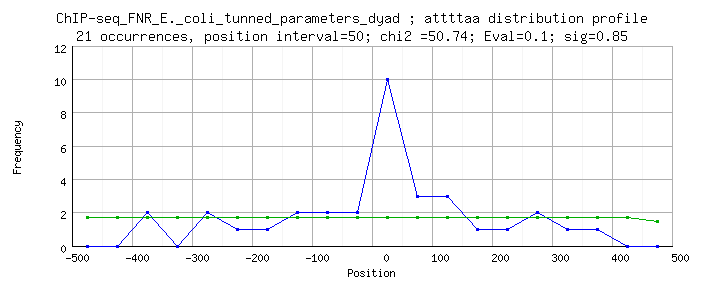 ChIP-seq_FNR_E._coli_tunned_parameters_dyad ; attttaa distribution profile
21 occurrences, position interval=50; chi2 =50.74; Eval=0.1; sig=0.85
12
10
8
6
4
2
0
Frequency
-500 -400 -300 -200 -100 0 100 200 300 400 500
Position